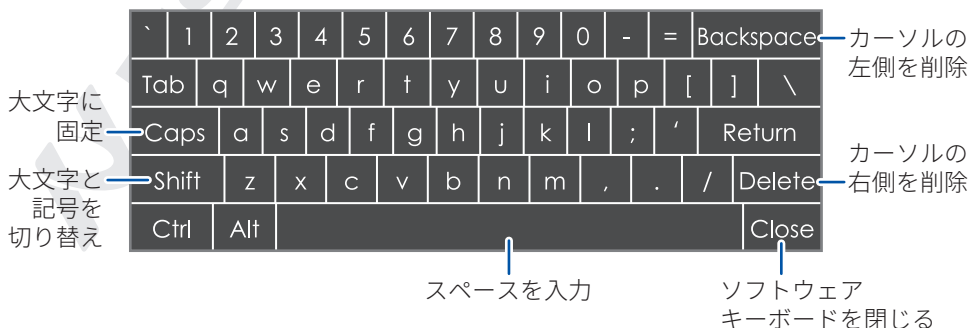 ` 1 2 3 4 5 6 7 8 9 0 - = Backspace
カーソルの
左側を削除
Tab q w e r t y u i o p [ ] \
大文字に
固定
Caps a s d f g h j k l ; ‘ Return
カーソルの
右側を削除
大文字と
記号を
切り替え
Shift z x c v b n m , . / Delete
Ctrl Alt Close
スペースを入力
ソフトウェア
キーボードを閉じる